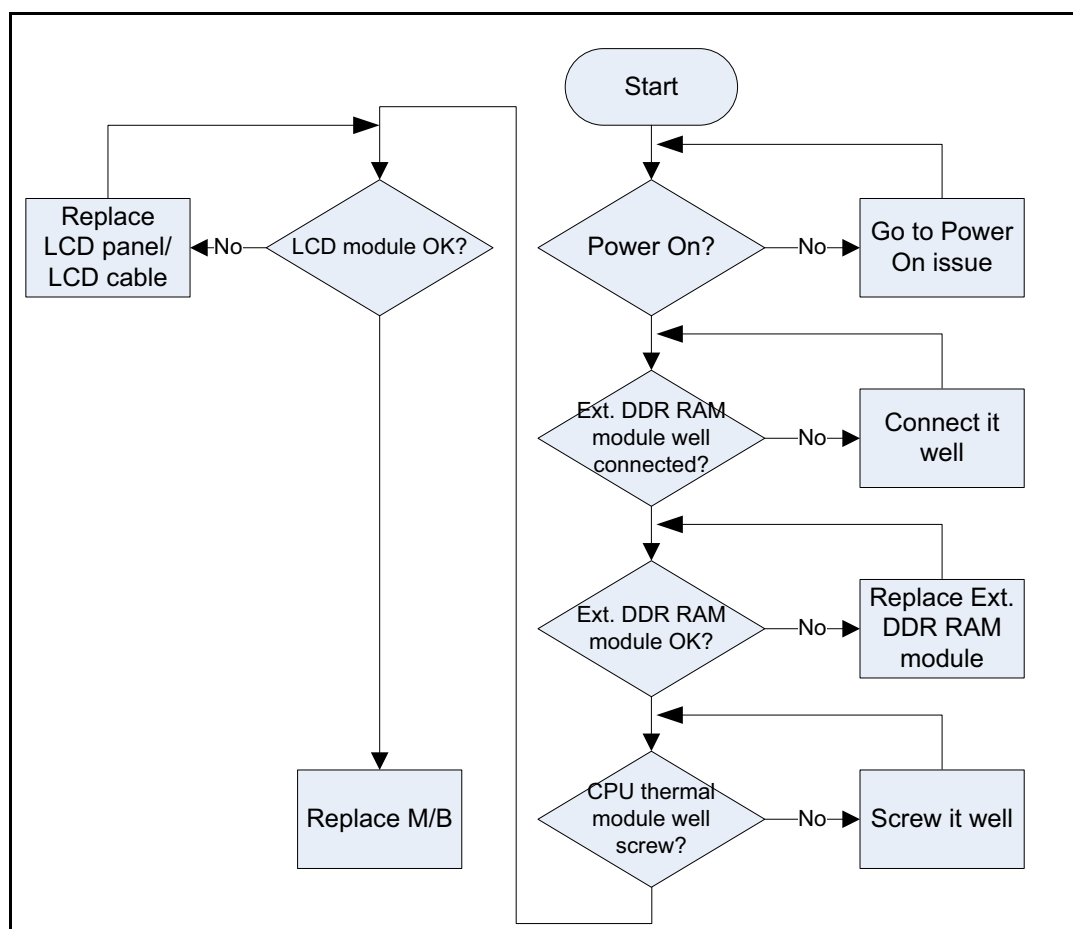 Start
Power On?
No
Go to Power
On issue
Ext. DDR RAM
module well
connected?
No
Connect it
well
Ext. DDR RAM
module OK?
No
Replace Ext.
DDR RAM
module
CPU thermal
module well
screw?
No
Screw it well
LCD module OK?
No
Replace
LCD panel/
LCD cable
Replace M/B